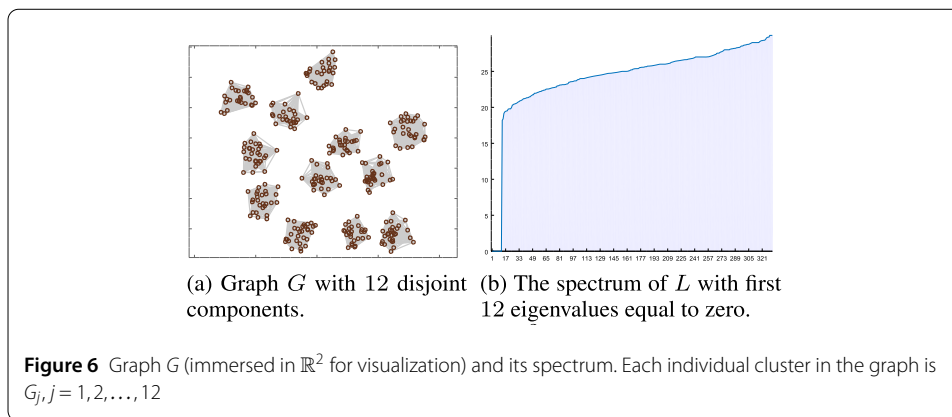 25
20
15
10
5
0
1 17 33 49 65 81 97 113 129 145 161 177 193 209 225 241 257 273 289 305 321
(a) Graph G with 12 disjoint
components.
(b) The spectrum of L with first
12 eigenvalues equal to zero.
Figure 6 Graph G (immersed in ℝ² for visualization) and its spectrum. Each individual cluster in the graph is
Gⱼ, j = 1, 2, ..., 12